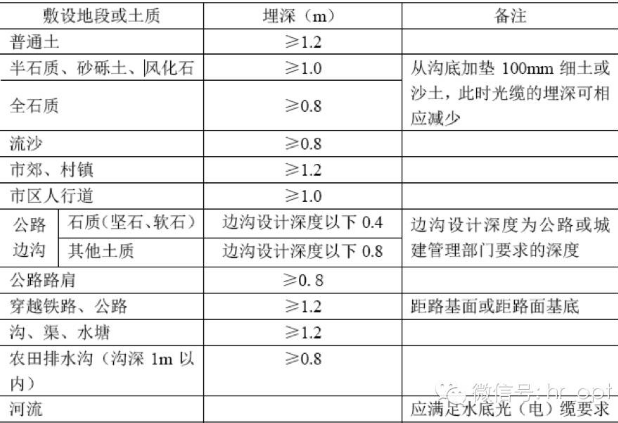 敷设地段或土质 埋深(m) 备注
普通土 ≥1.2
半石质、砂砾土、风化石 ≥1.0 从沟底加垫 100mm 细土或
沙土，此时光缆的埋深可相
全石质 ≥0.8
应减少
流沙 ≥0.8
市郊、村镇 ≥1.2
市区人行道 ≥1.0
公路 石质（坚石、软石） 边沟设计深度以下 0.4 边沟设计深度为公路或城
边沟 其他土质 边沟设计深度以下 0.8 建管理部门要求的深度
公路路肩 ≥0.8
穿越铁路、公路 ≥1.2 距路基面或距路面基底
沟、渠、水塘 ≥1.2
农田排水沟（沟深 1m 以 ≥0.8
内）
微信号:hr_opt
河流 应满足水底光（电）缆要求